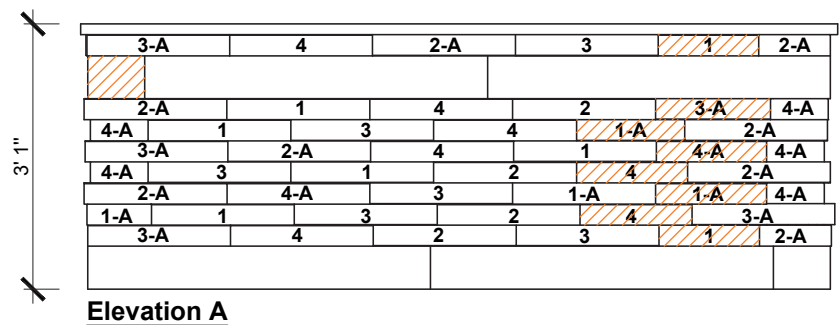 3-A 4 2-A 3 1 2-A
2-A 1 4 2 3-A 4-A
4-A 1 3 4 1-A 2-A
3-A 2-A 4 1 4-A 4-A
4-A 3 1 2 4 2-A
2-A 4-A 3 1-A 1-A 4-A
1-A 1 3 2 4 3-A
3-A 4 2 3 1 2-A
3' 1"
Elevation A